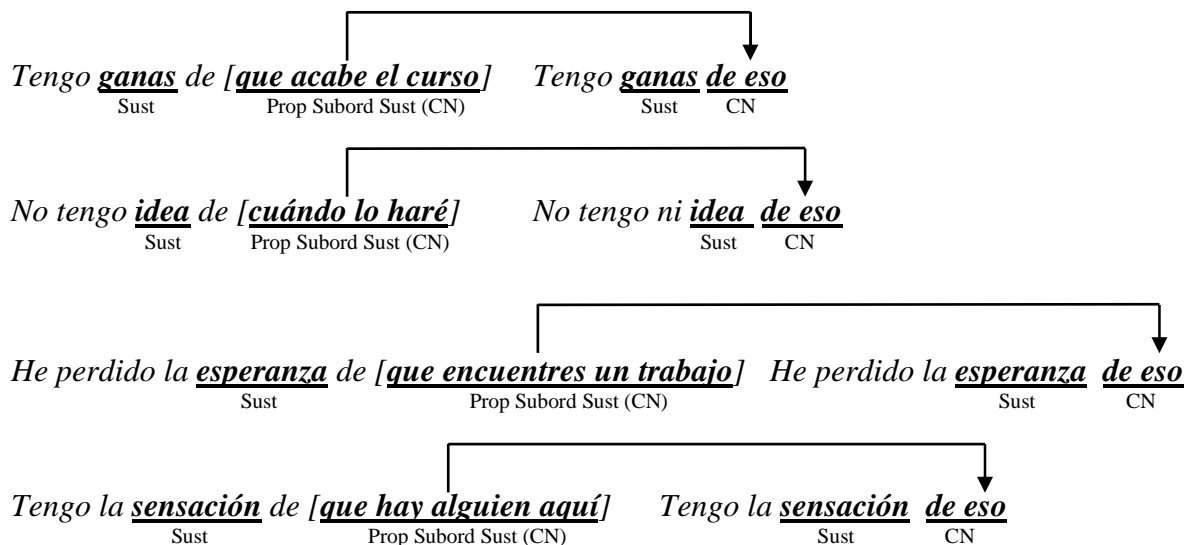 Tengo ganas de [que acabe el curso] Tengo ganas de eso
Sust Prop Subord Sust (CN) Sust CN
No tengo idea de [cuándo lo haré] No tengo ni idea de eso
Sust Prop Subord Sust (CN) Sust CN
He perdido la esperanza de [que encuentres un trabajo] He perdido la esperanza de eso
Sust Prop Subord Sust (CN) Sust CN
Tengo la sensación de [que hay alguien aquí] Tengo la sensación de eso
Sust Prop Subord Sust (CN) Sust CN